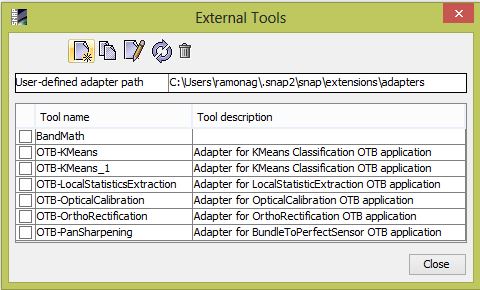 SNAP
External Tools
User-defined adapter path C:\Users\ramonag\.snap2\snap\extensions\adapters
Tool name Tool description
BandMath
OTB-KMeans Adapter for KMeans Classification OTB application
OTB-KMeans_1 Adapter for KMeans Classification OTB application
OTB-LocalStatisticsExtraction Adapter for LocalStatisticExtraction OTB application
OTB-OpticalCalibration Adapter for OpticalCalibration OTB application
OTB-OrthoRectification Adapter for OrthoRectification OTB application
OTB-PanSharpening Adapter for BundleToPerfectSensor OTB application
Close